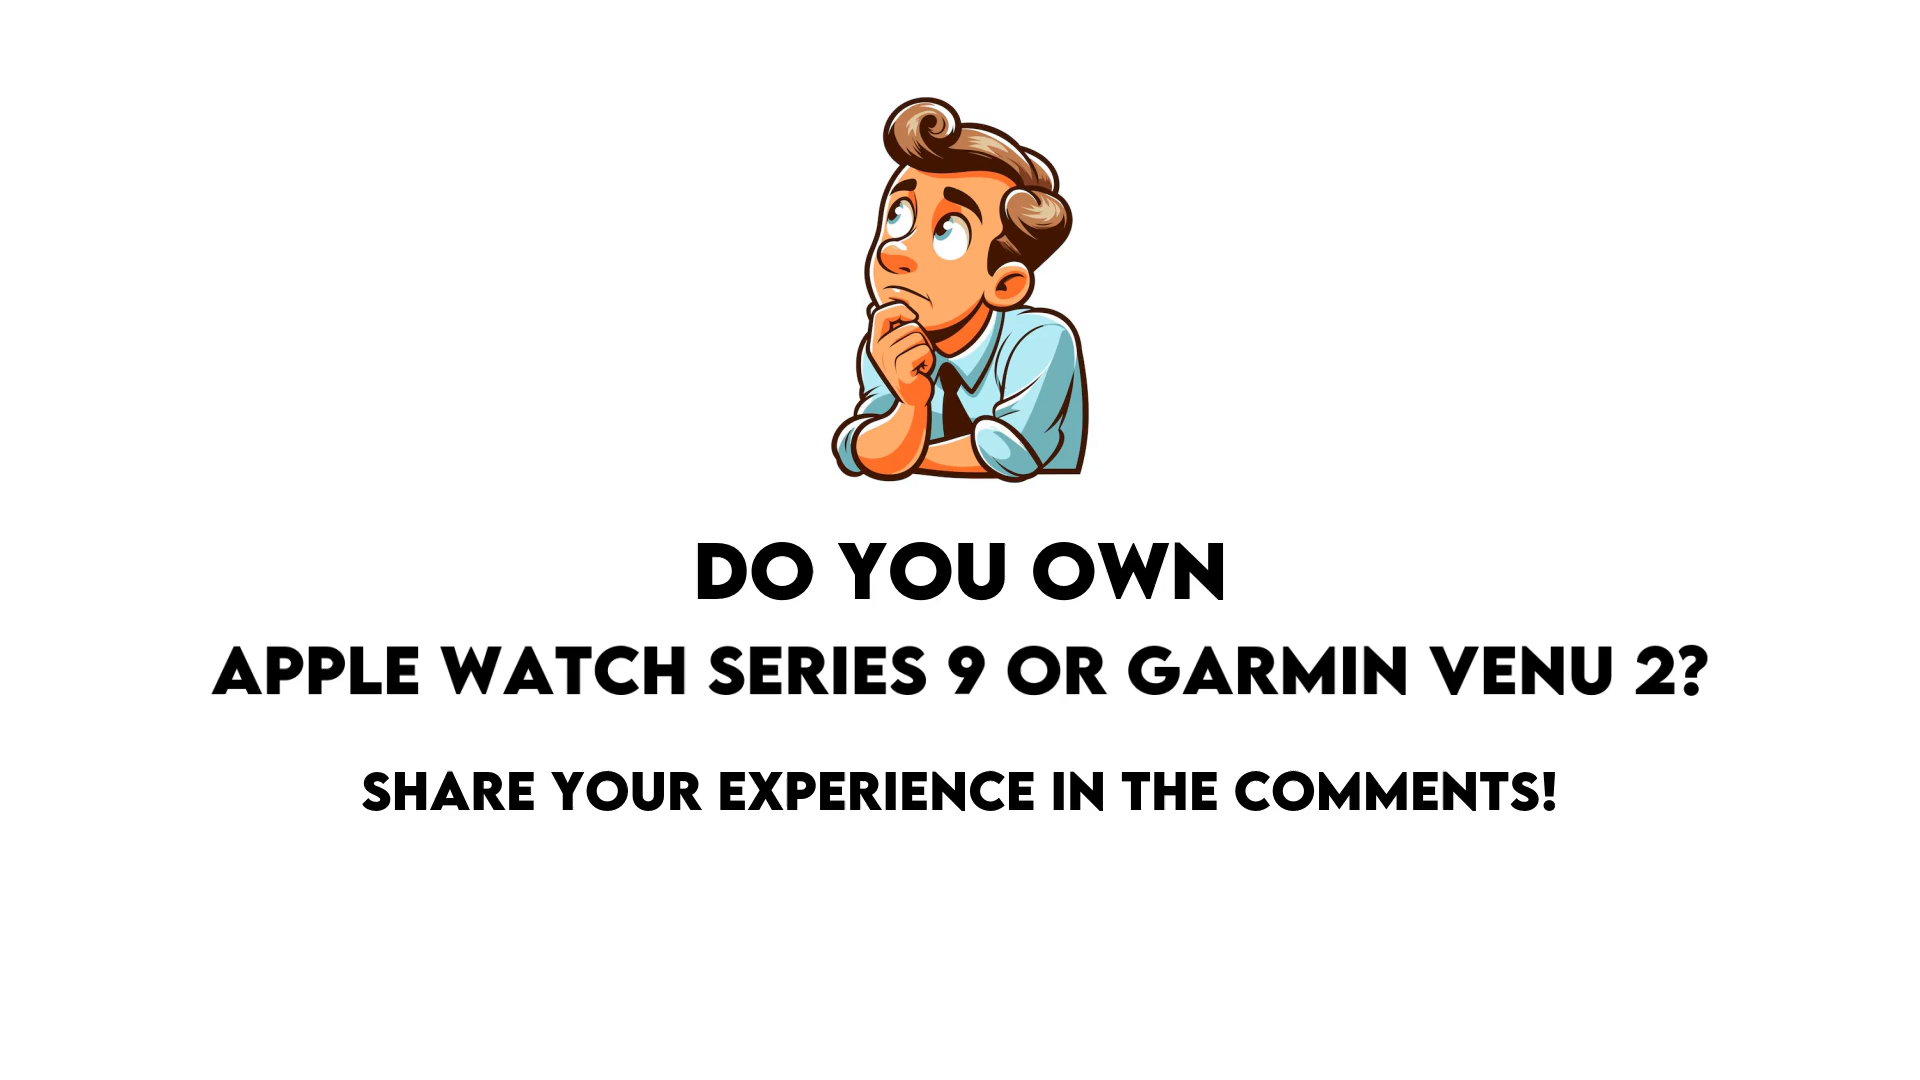 DO YOU OWN
APPLE WATCH SERIES 9 OR GARMIN VENU 2?
SHARE YOUR EXPERIENCE IN THE COMMENTS!